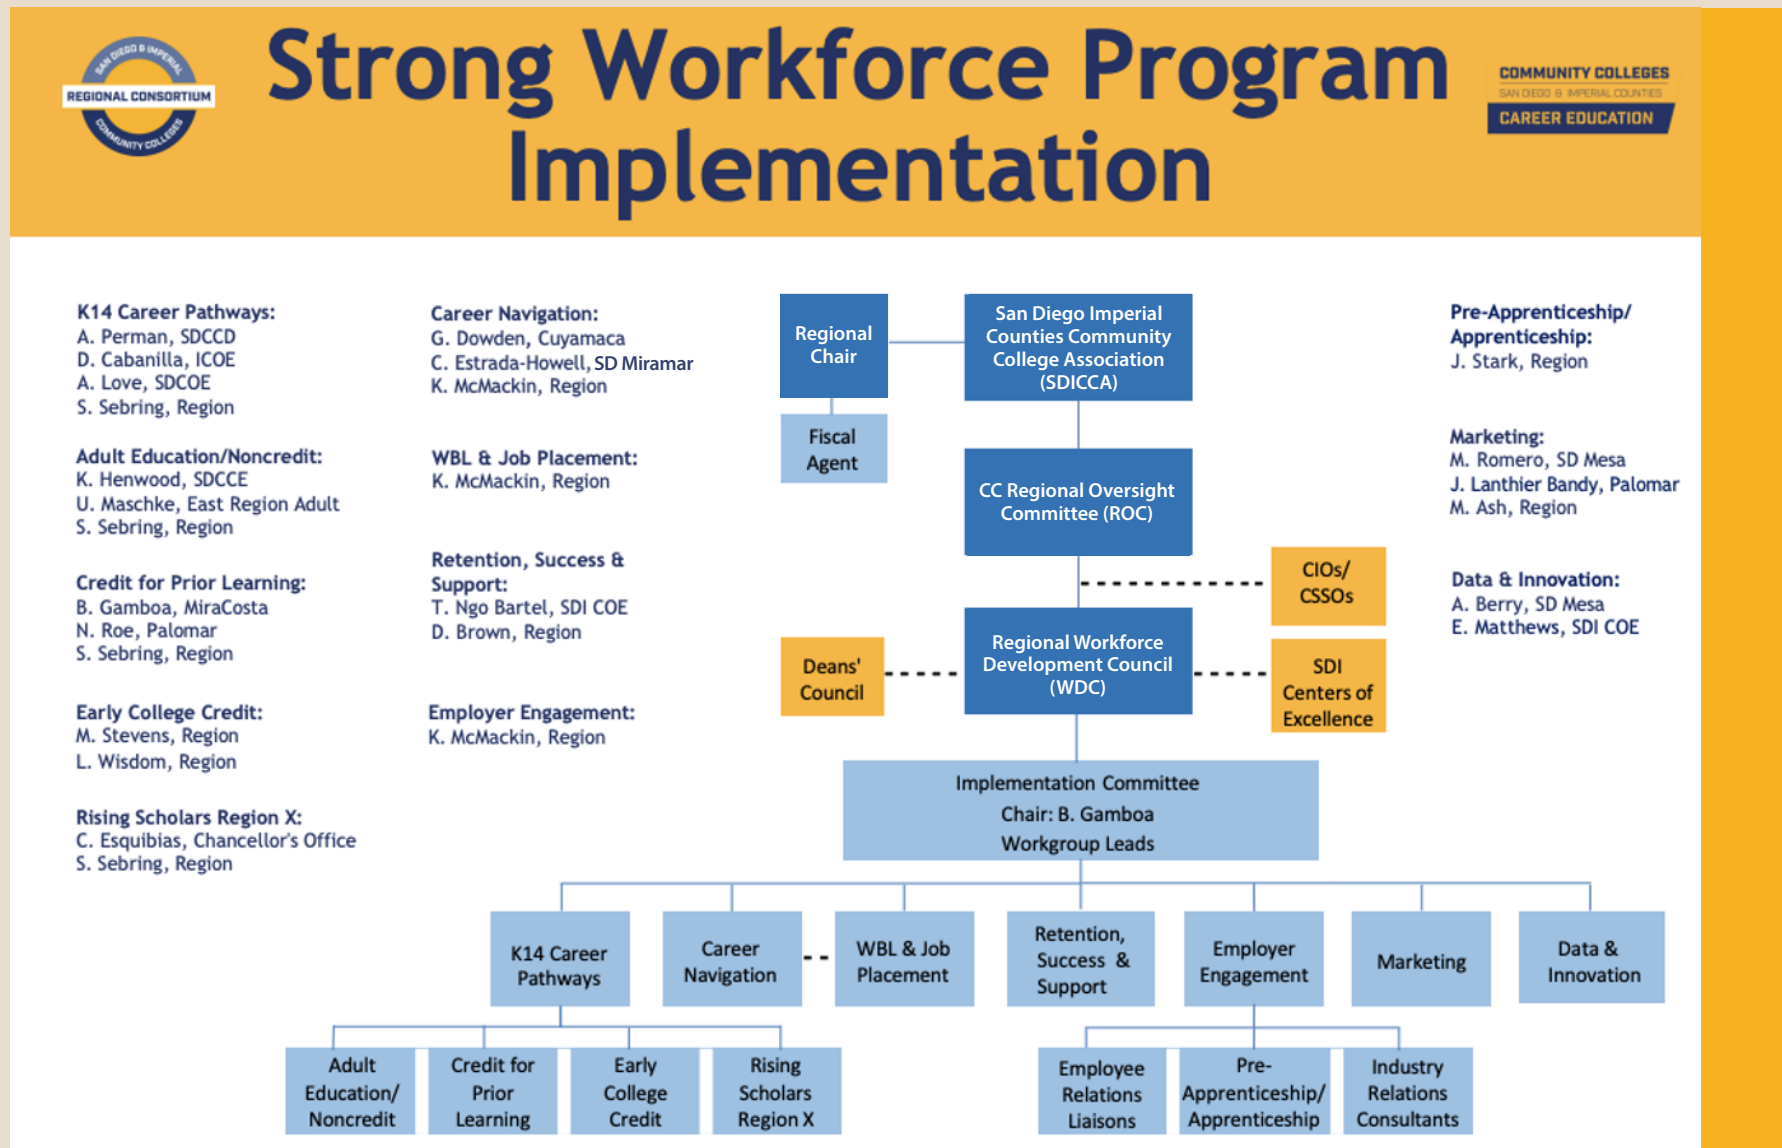 SAN DIEGO & IMPERIAL
REGIONAL CONSORTIUM
COMMUNITY COLLEGES
Strong Workforce Program
Implementation
COMMUNITY COLLEGES
SAN DIEGO & IMPERIAL COUNTIES
CAREER EDUCATION
K14 Career Pathways:
A. Perman, SDCCD
D. Cabanilla, ICOE
A. Love, SDCOE
S. Sebring, Region
Adult Education/Noncredit:
K. Henwood, SDCCE
U. Maschke, East Region Adult
S. Sebring, Region
Credit for Prior Learning:
B. Gamboa, MiraCosta
N. Roe, Palomar
S. Sebring, Region
Early College Credit:
M. Stevens, Region
L. Wisdom, Region
Rising Scholars Region X:
C. Esquibias, Chancellor's Office
S. Sebring, Region
Career Navigation:
G. Dowden, Cuyamaca
C. Estrada-Howell, SD Miramar
K. McMackin, Region
WBL & Job Placement:
K. McMackin, Region
Retention, Success &
Support:
T. Ngo Bartel, SDI COE
D. Brown, Region
Employer Engagement:
K. McMackin, Region
Regional
Chair
Fiscal
Agent
San Diego Imperial
Counties Community
College Association
(SDICCA)
CC Regional Oversight
Committee (ROC)
CIOs/
CSSOs
Deans'
Council
Regional Workforce
Development Council
(WDC)
SDI
Centers of
Excellence
Pre-Apprenticeship/
Apprenticeship:
J. Stark, Region
Marketing:
M. Romero, SD Mesa
J. Lanthier Bandy, Palomar
M. Ash, Region
Data & Innovation:
A. Berry, SD Mesa
E. Matthews, SDI COE
Implementation Committee
Chair: B. Gamboa
Workgroup Leads
K14 Career
Pathways
Career
Navigation
WBL & Job
Placement
Retention,
Success &
Support
Employer
Engagement
Marketing
Data &
Innovation
Adult
Education/
Noncredit
Credit for
Prior
Learning
Early
College
Credit
Rising
Scholars
Region X
Employee
Relations
Liaisons
Pre-
Apprenticeship/
Apprenticeship
Industry
Relations
Consultants